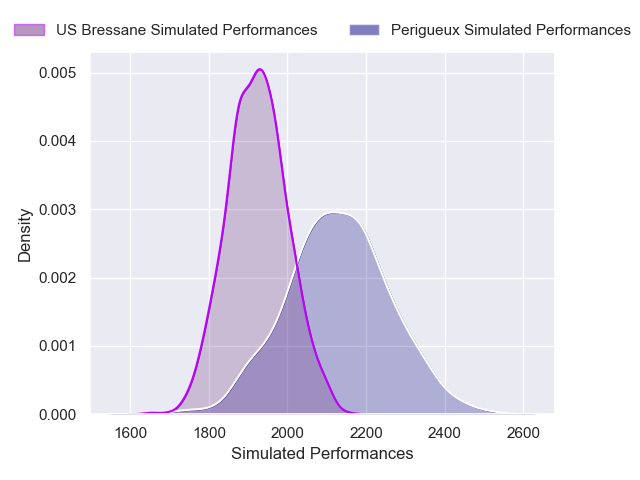 US Bressane Simulated Performances
Perigueux Simulated Performances
0.005
0.004
0.003
0.002
0.001
0.000
Density
1600 1800 2000 2200 2400 2600
Simulated Performances